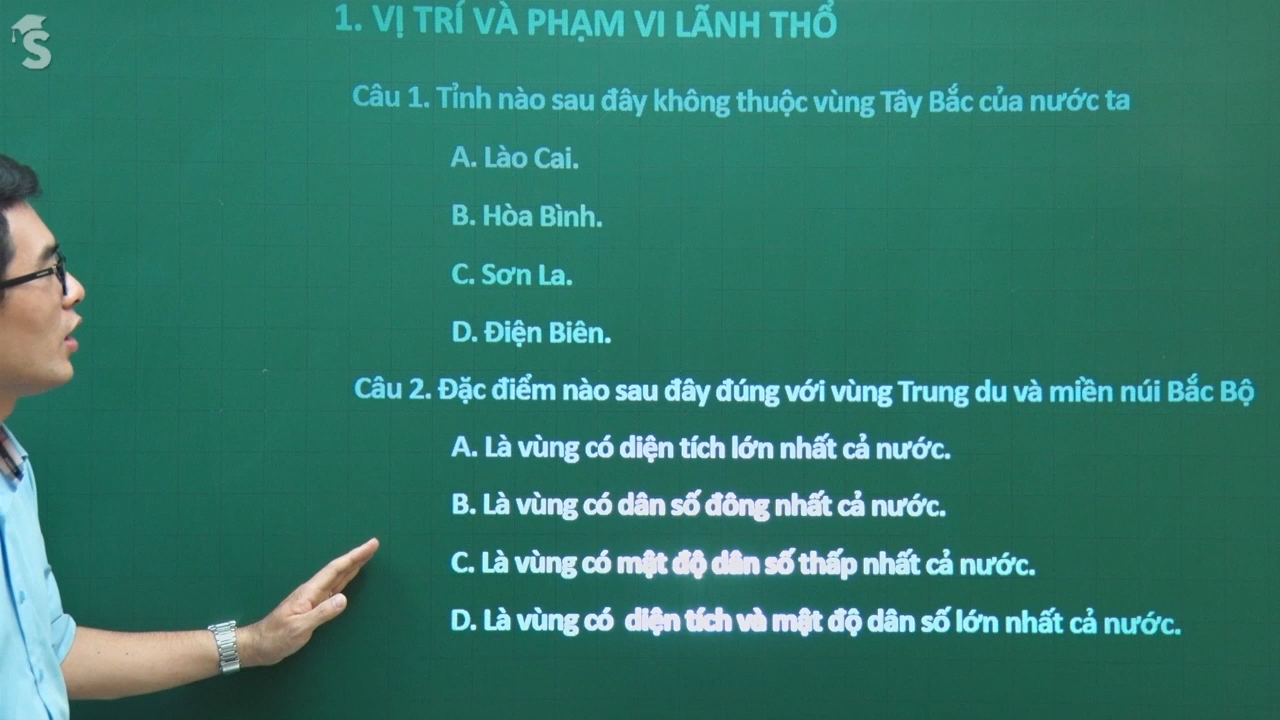 S
1. VỊ TRÍ VÀ PHẠM VI LÃNH THỔ
Câu 1. Tỉnh nào sau đây không thuộc vùng Tây Bắc của nước ta
A. Lào Cai.
B. Hòa Bình.
C. Sơn La.
D. Điện Biên.
Câu 2. Đặc điểm nào sau đây đúng với vùng Trung du và miền núi Bắc Bộ
A. Là vùng có diện tích lớn nhất cả nước.
B. Là vùng có dân số đông nhất cả nước.
C. Là vùng có mật độ dân số thấp nhất cả nước.
D. Là vùng có diện tích và mật độ dân số lớn nhất cả nước.